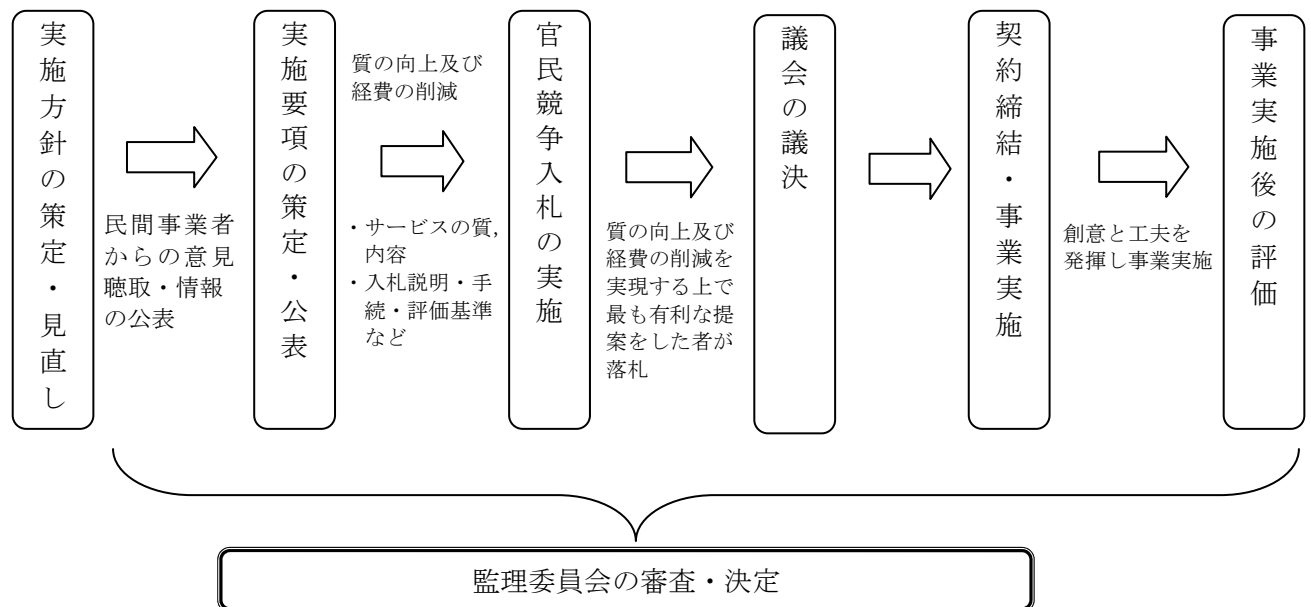 実施方針の策定・見直し
民間事業者
からの意見
聴取・情報
の公表
実施要項の策定・公表
質の向上及び
経費の削減
・サービスの質,
内容
・入札説明・手
続・評価基準
など
官民競争入札の実施
質の向上及び
経費の削減を
実現する上で
最も有利な提
案をした者が
落札
議会の議決
契約締結・事業実施
創意と工夫を
発揮し事業実施
事業実施後の評価
監理委員会の審査・決定